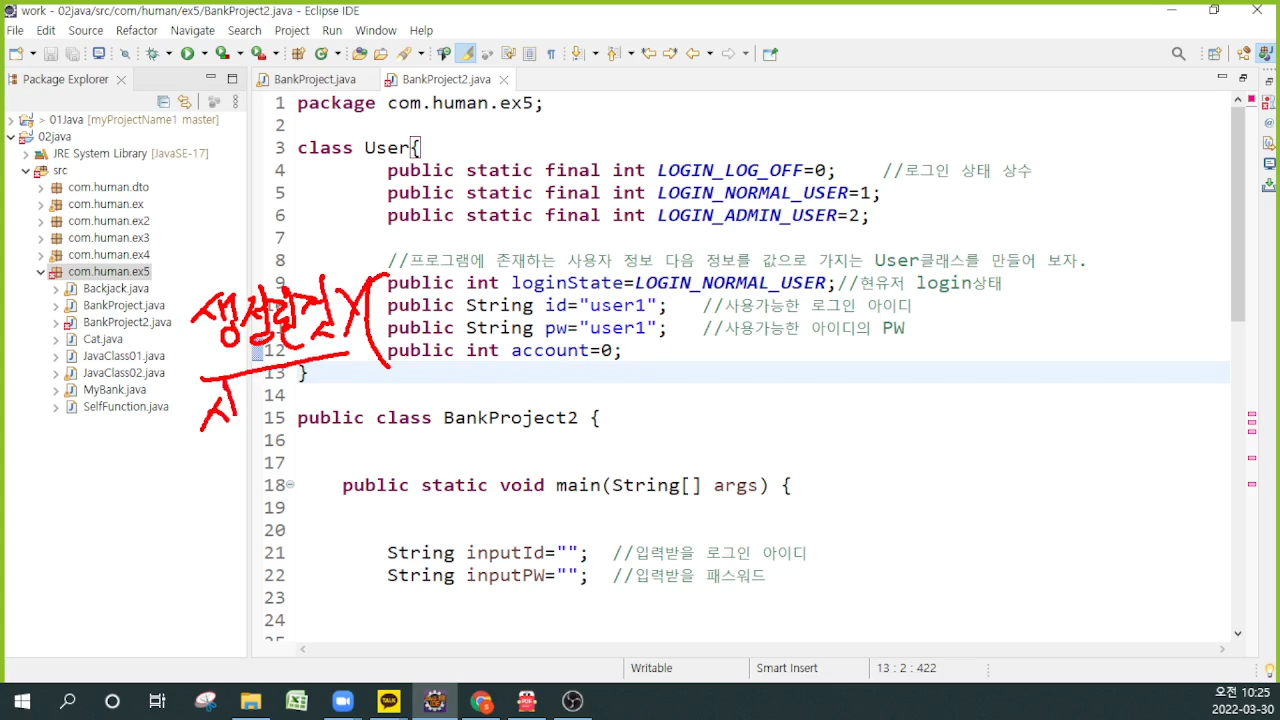 work - 02java/src/com/human/ex5/BankProject2.java - Eclipse IDE
File Edit Source Refactor Navigate Search Project Run Window Help
Package Explorer
BankProject.java BankProject2.java
> 01Java [myProjectName1 master]
02java
JRE System Library [JavaSE-17]
src
com.human.dto
com.human.ex
com.human.ex2
com.human.ex3
com.human.ex4
com.human.ex5
Backjack.java
BankProject.java
BankProject2.java
Cat.java
JavaClass01.java
JavaClass02.java
MyBank.java
SelfFunction.java
1 package com.human.ex5;
2
3 class User{
4 public static final int LOGIN_LOG_OFF=0; //로그인 상태 상수
5 public static final int LOGIN_NORMAL_USER=1;
6 public static final int LOGIN_ADMIN_USER=2;
7
8 //프로그램에 존재하는 사용자 정보 다음 정보를 값으로 가지는 User클래스를 만들어 보자.
9 public int loginState=LOGIN_NORMAL_USER;//현유저 login상태
public String id="user1"; //사용가능한 로그인 아이디
public String pw="user1"; //사용가능한 아이디의 PW
12 public int account=0;
13 }
14
15 public class BankProject2 {
16
17
18 public static void main(String[] args) {
19
20
21 String inputId=""; //입력받을 로그인 아이디
22 String inputPW=""; //입력받을 패스워드
23
24
25
생성한것X
Writable Smart Insert 13 : 2 : 422
TALK
PDF
오전 10:25
2022-03-30